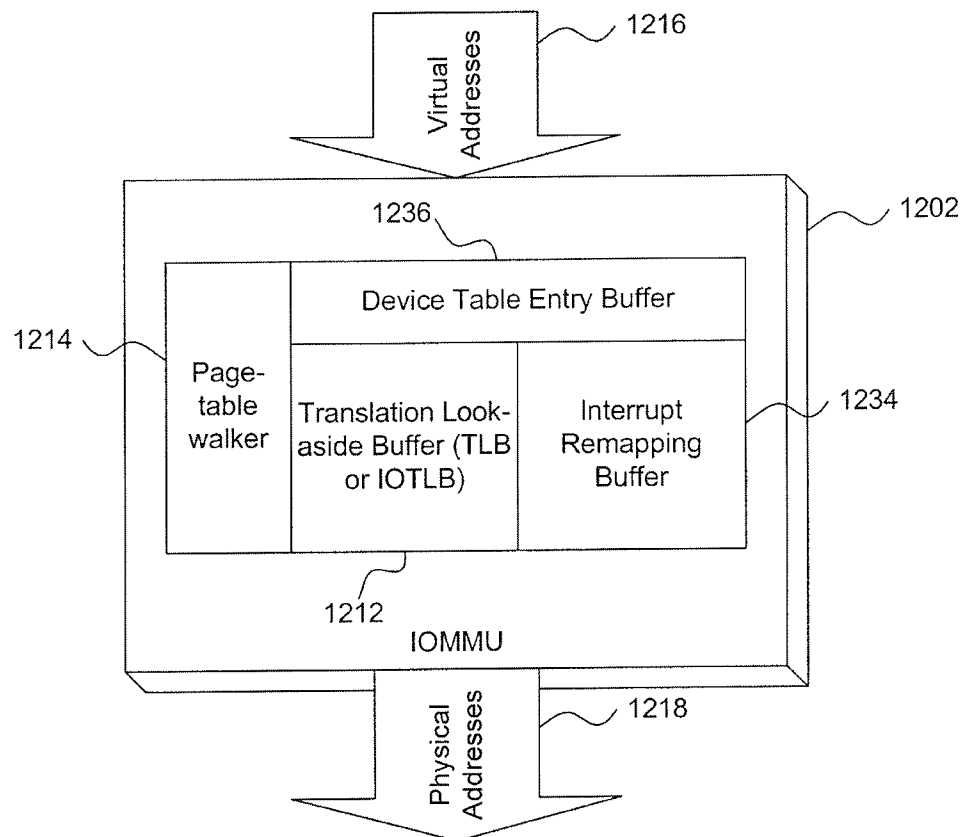 1216
Virtual
Addresses
1236
1202
Device Table Entry Buffer
1214
Page-
table
walker
Translation Look-
aside Buffer (TLB
or IOTLB)
Interrupt
Remapping
Buffer
1234
1212
IOMMU
1218
Physical
Addresses